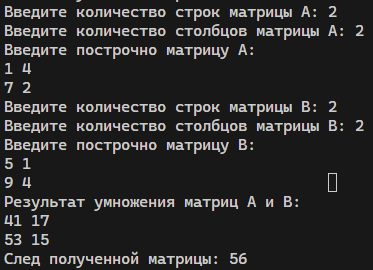 Введите количество строк матрицы A: 2
Введите количество столбцов матрицы A: 2
Введите построчно матрицу A:
1 4
7 2
Введите количество строк матрицы B: 2
Введите количество столбцов матрицы B: 2
Введите построчно матрицу B:
5 1
9 4
Результат умножения матриц A и B:
41 17
53 15
След полученной матрицы: 56